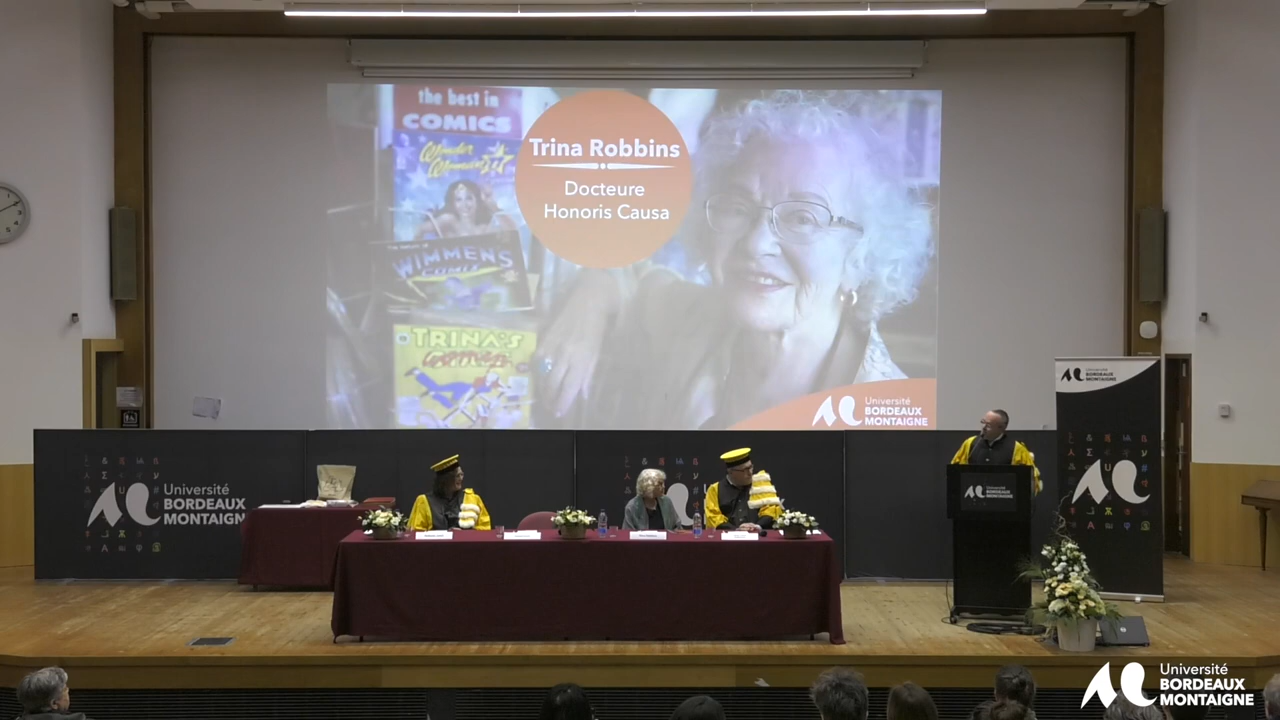 the best in
COMICS
Wonder
Women
WIMMENS
COMIX
TRINA'S
Trina Robbins
Docteure
Honoris Causa
Université
BORDEAUX
MONTAIGNE
Université
BORDEAUX
MONTAIGNE
Université
BORDEAUX
MONTAIGNE
Université
BORDEAUX
MONTAIGNE